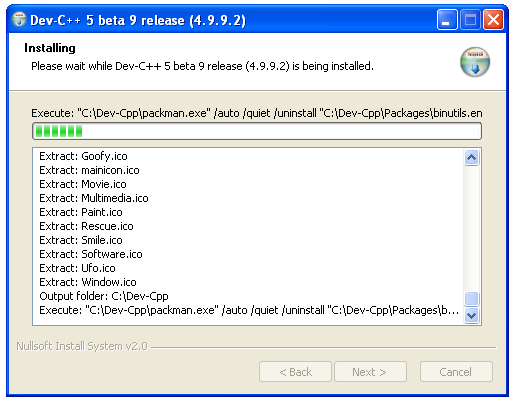 Dev-C++ 5 beta 9 release (4.9.9.2)
Installing
Please wait while Dev-C++ 5 beta 9 release (4.9.9.2) is being installed.
Execute: "C:\Dev-Cpp\packman.exe" /auto /quiet /uninstall "C:\Dev-Cpp\Packages\binutils.en
Extract: Goofy.ico
Extract: mainicon.ico
Extract: Movie.ico
Extract: Multimedia.ico
Extract: Paint.ico
Extract: Rescue.ico
Extract: Smile.ico
Extract: Software.ico
Extract: Ufo.ico
Extract: Window.ico
Output folder: C:\Dev-Cpp
Execute: "C:\Dev-Cpp\packman.exe" /auto /quiet /uninstall "C:\Dev-Cpp\Packages\b...
Nullsoft Install System v2.0
< Back
Next >
Cancel